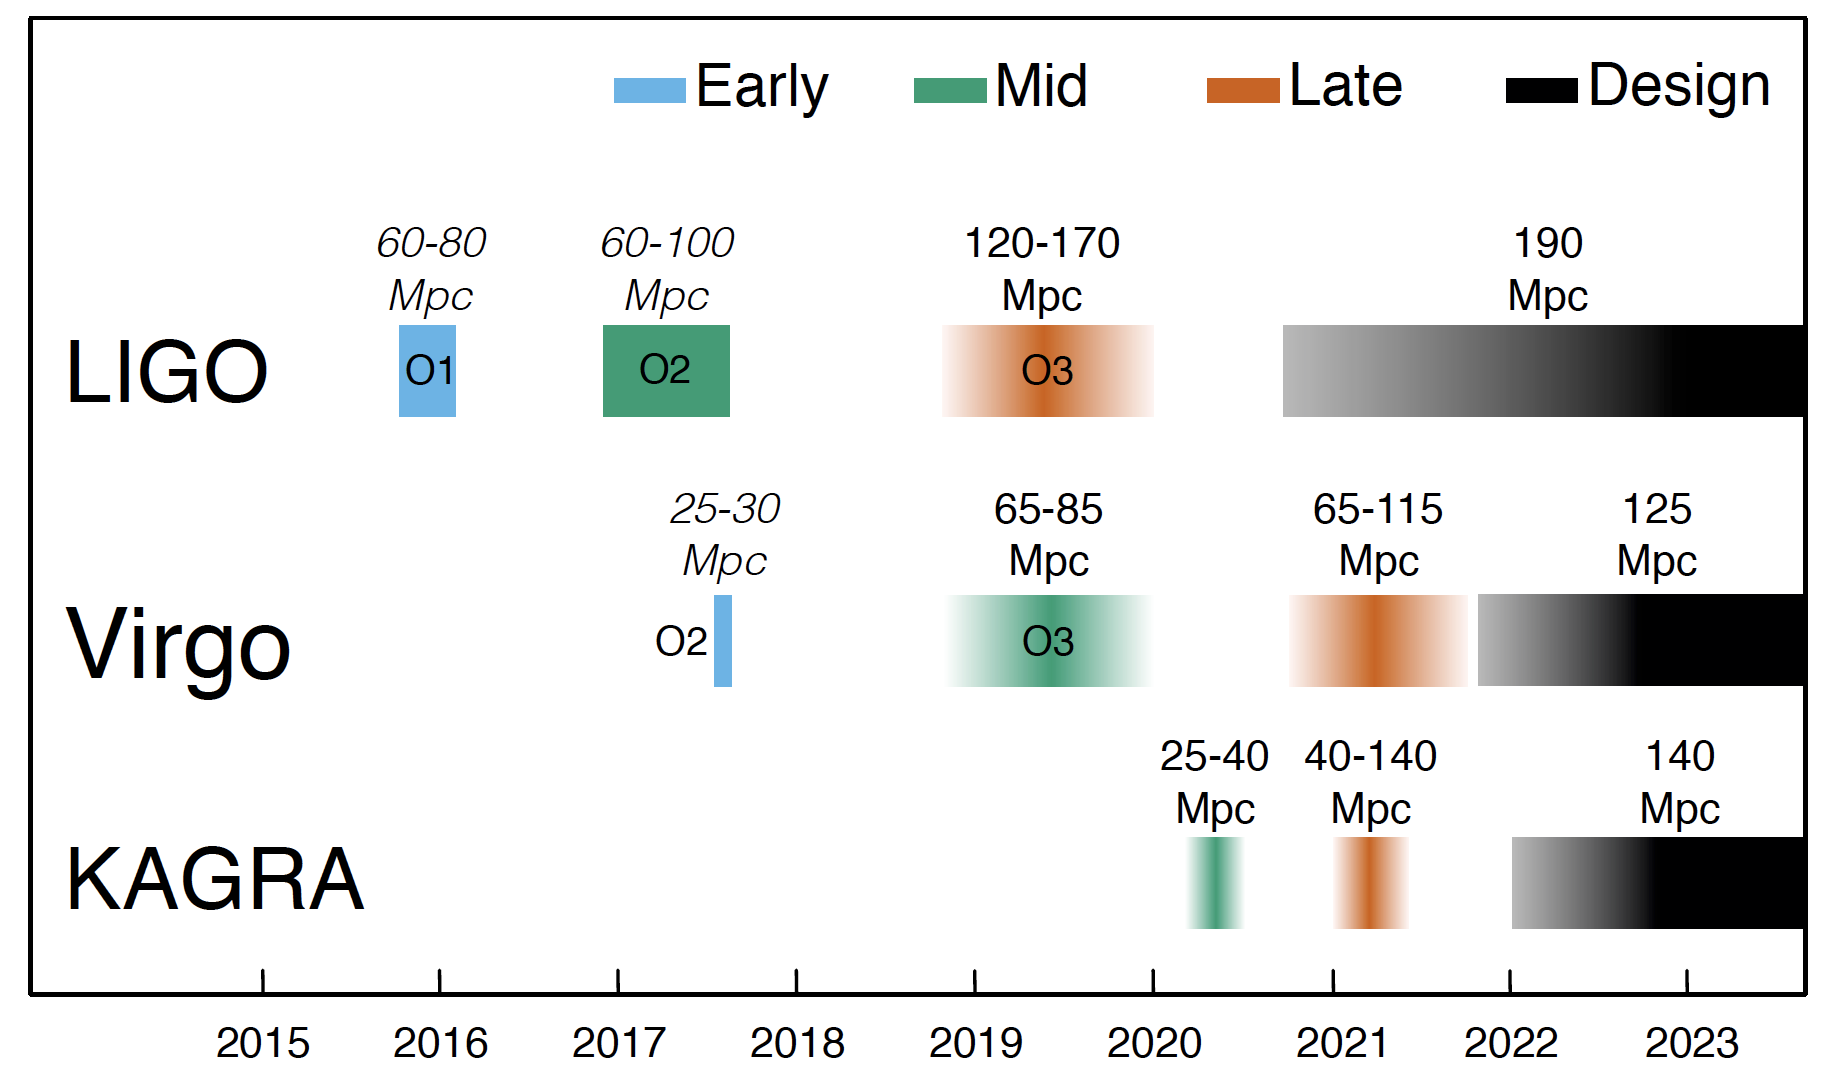 Early Mid Late Design
60-80 60-100 120-170 190
Mpc Mpc Mpc Mpc
LIGO O1 O2 O3
25-30 65-85 65-115 125
Mpc Mpc Mpc Mpc
Virgo O2 O3
25-40 40-140 140
Mpc Mpc Mpc
KAGRA
2015 2016 2017 2018 2019 2020 2021 2022 2023